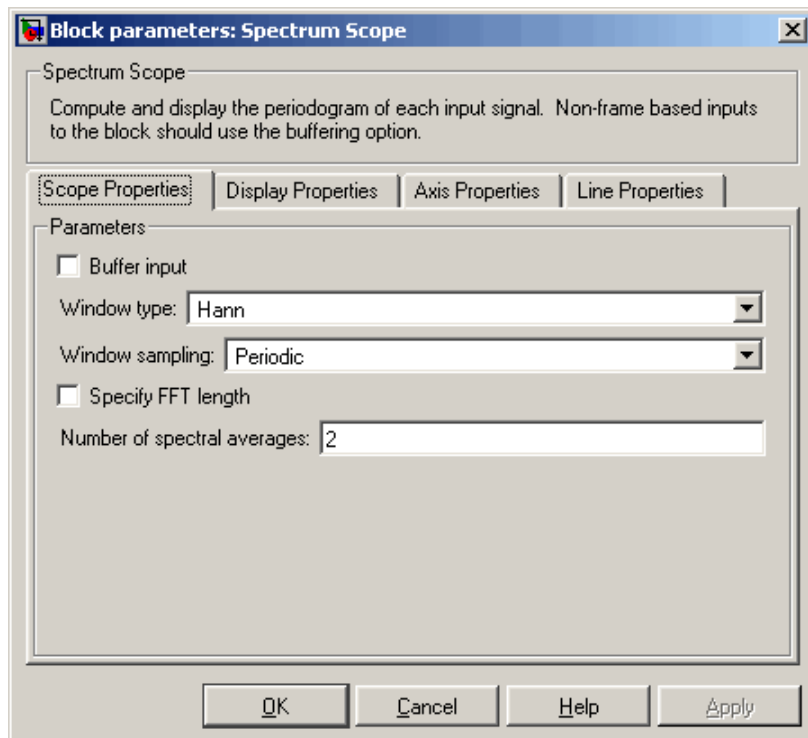 Block parameters: Spectrum Scope
Spectrum Scope
Compute and display the periodogram of each input signal. Non-frame based inputs
to the block should use the buffering option.
Scope Properties
Display Properties
Axis Properties
Line Properties
Parameters
Buffer input
Window type: Hann
Window sampling: Periodic
Specify FFT length
Number of spectral averages: 2
OK
Cancel
Help
Apply